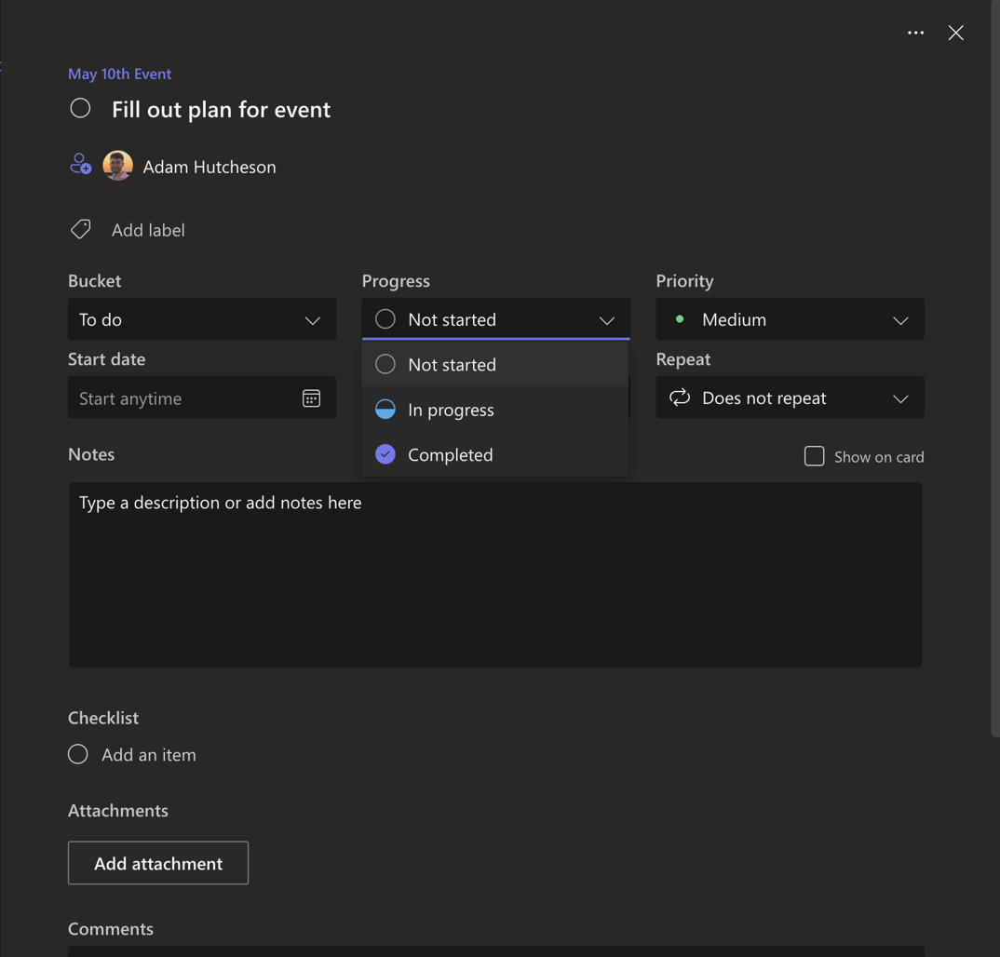 May 10th Event
Fill out plan for event
Adam Hutcheson
Add label
Bucket
Progress
Priority
To do
Not started
Medium
Start date
Not started
Repeat
Start anytime
In progress
Does not repeat
Completed
Notes
Show on card
Type a description or add notes here
Checklist
Add an item
Attachments
Add attachment
Comments